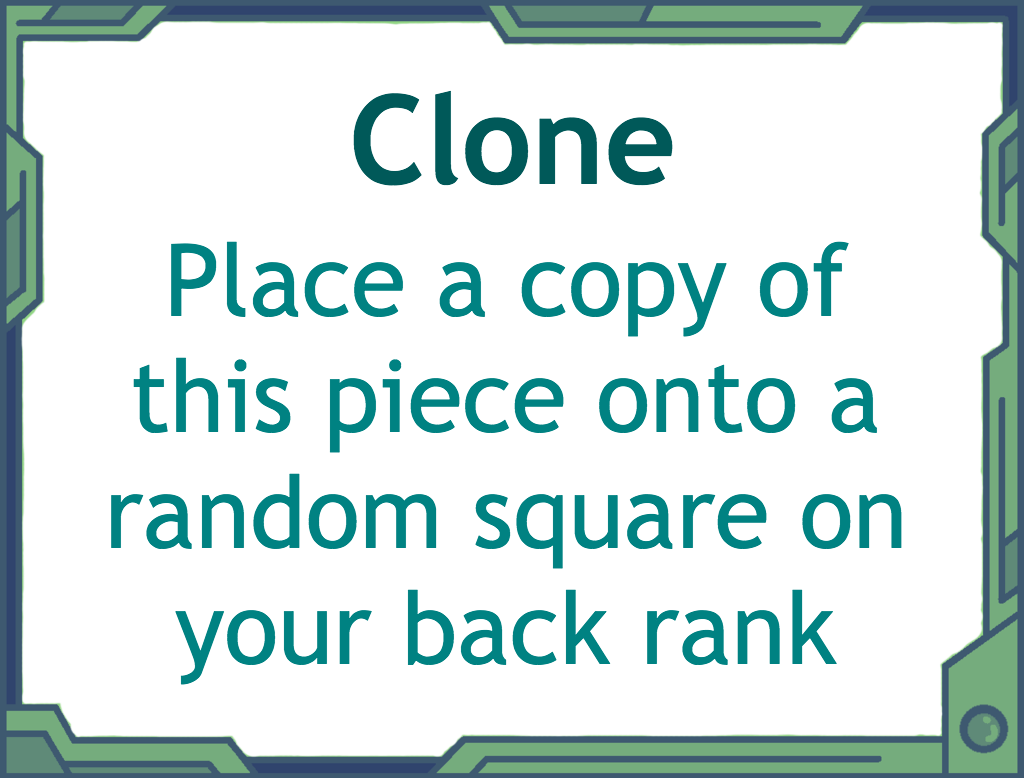 Clone
Place a copy of
this piece onto a
random square on
your back rank